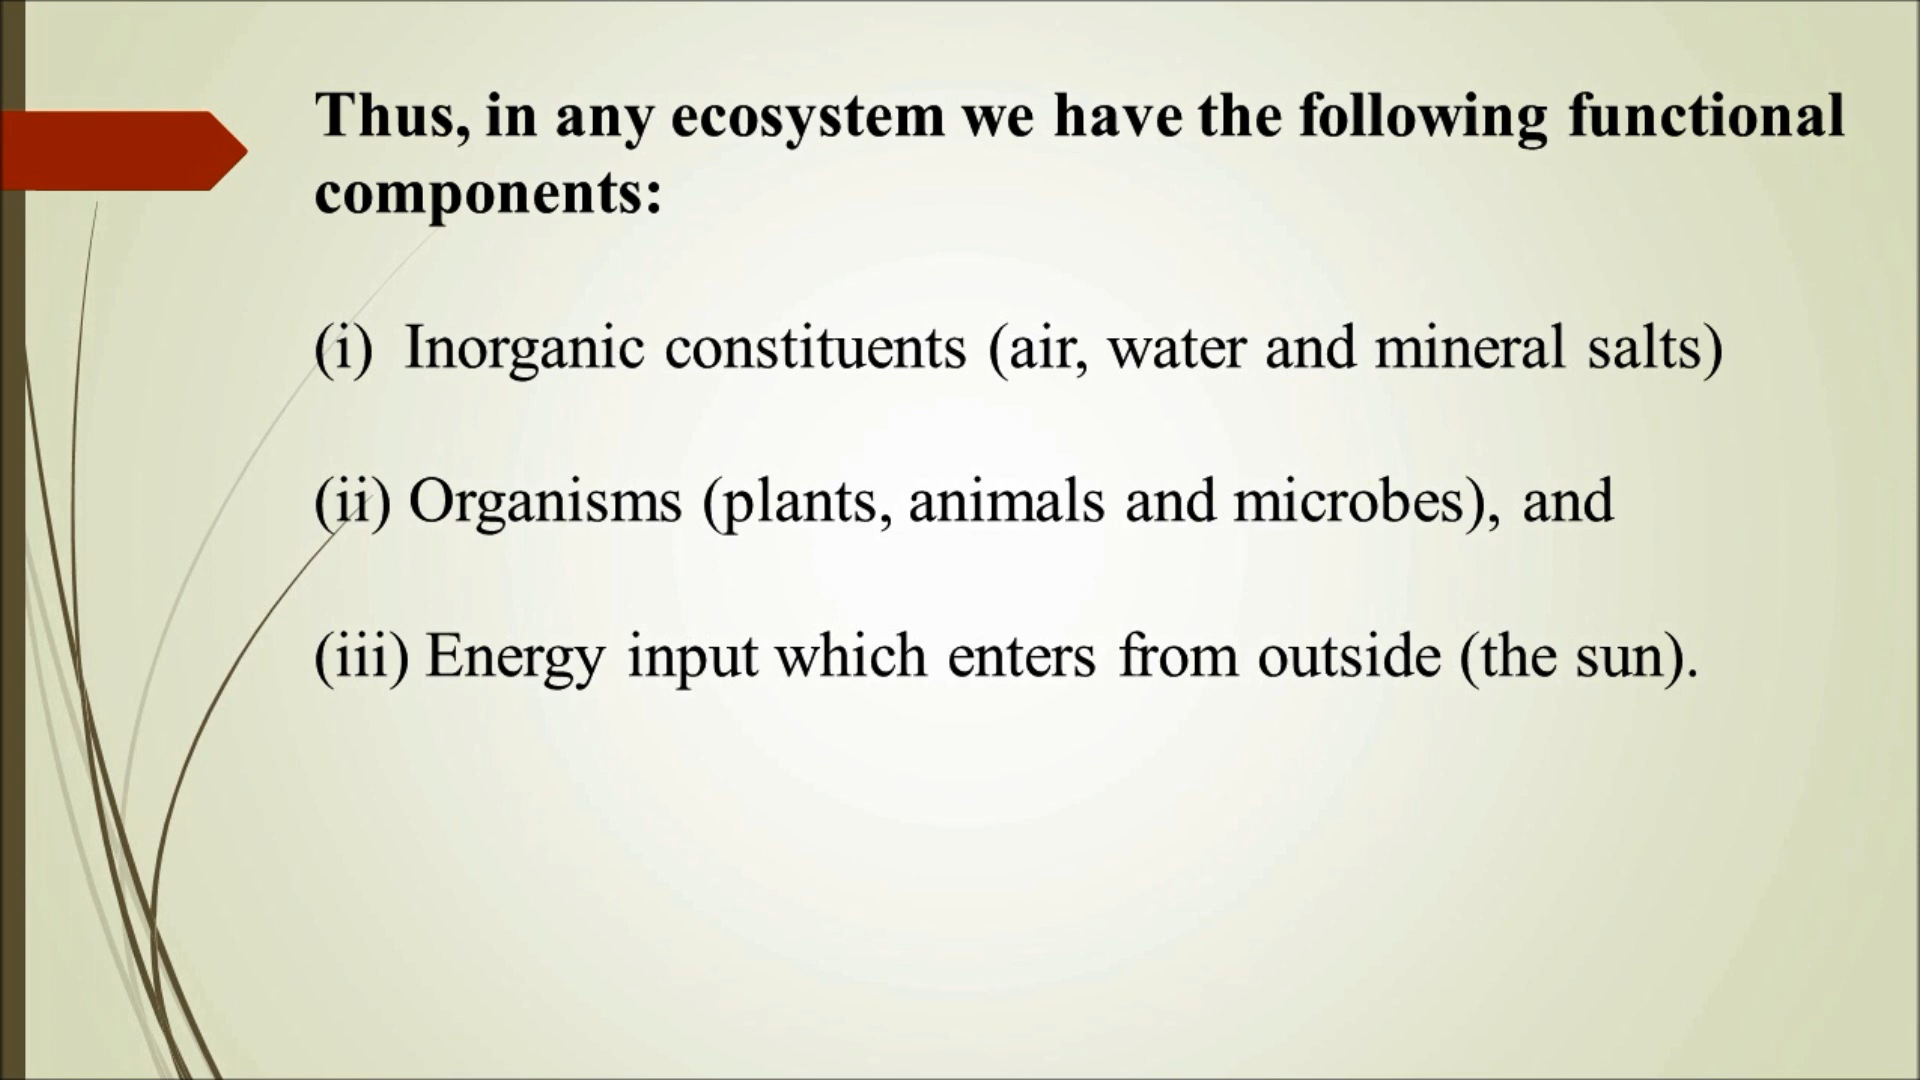 Thus, in any ecosystem we have the following functional
components:
(i) Inorganic constituents (air, water and mineral salts)
(ii) Organisms (plants, animals and microbes), and
(iii) Energy input which enters from outside (the sun).